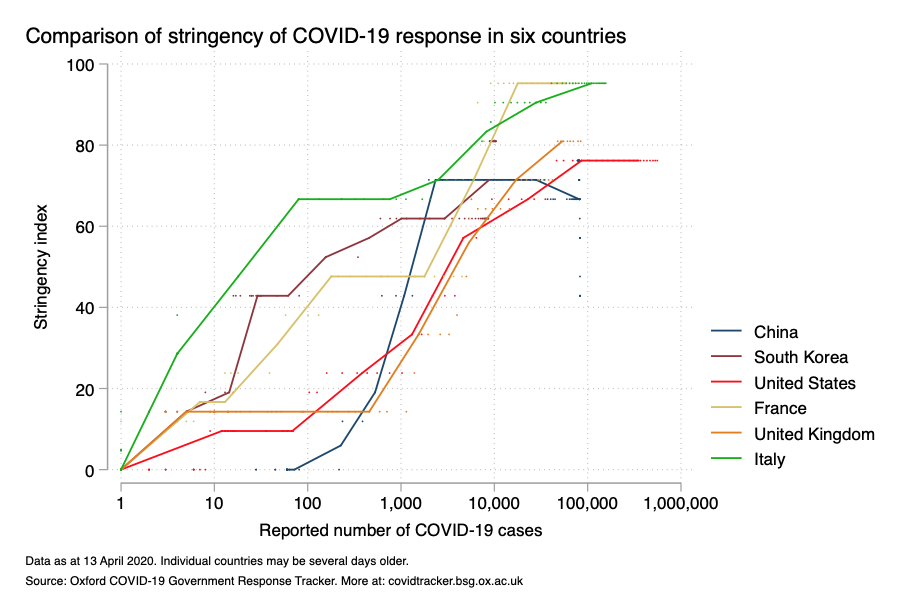 Comparison of stringency of COVID-19 response in six countries
100
80
60
40
20
0
Stringency index
1 10 100 1,000 10,000 100,000 1,000,000
Reported number of COVID-19 cases
China
South Korea
United States
France
United Kingdom
Italy
Data as at 13 April 2020. Individual countries may be several days older.
Source: Oxford COVID-19 Government Response Tracker. More at: covidtracker.bsg.ox.ac.uk